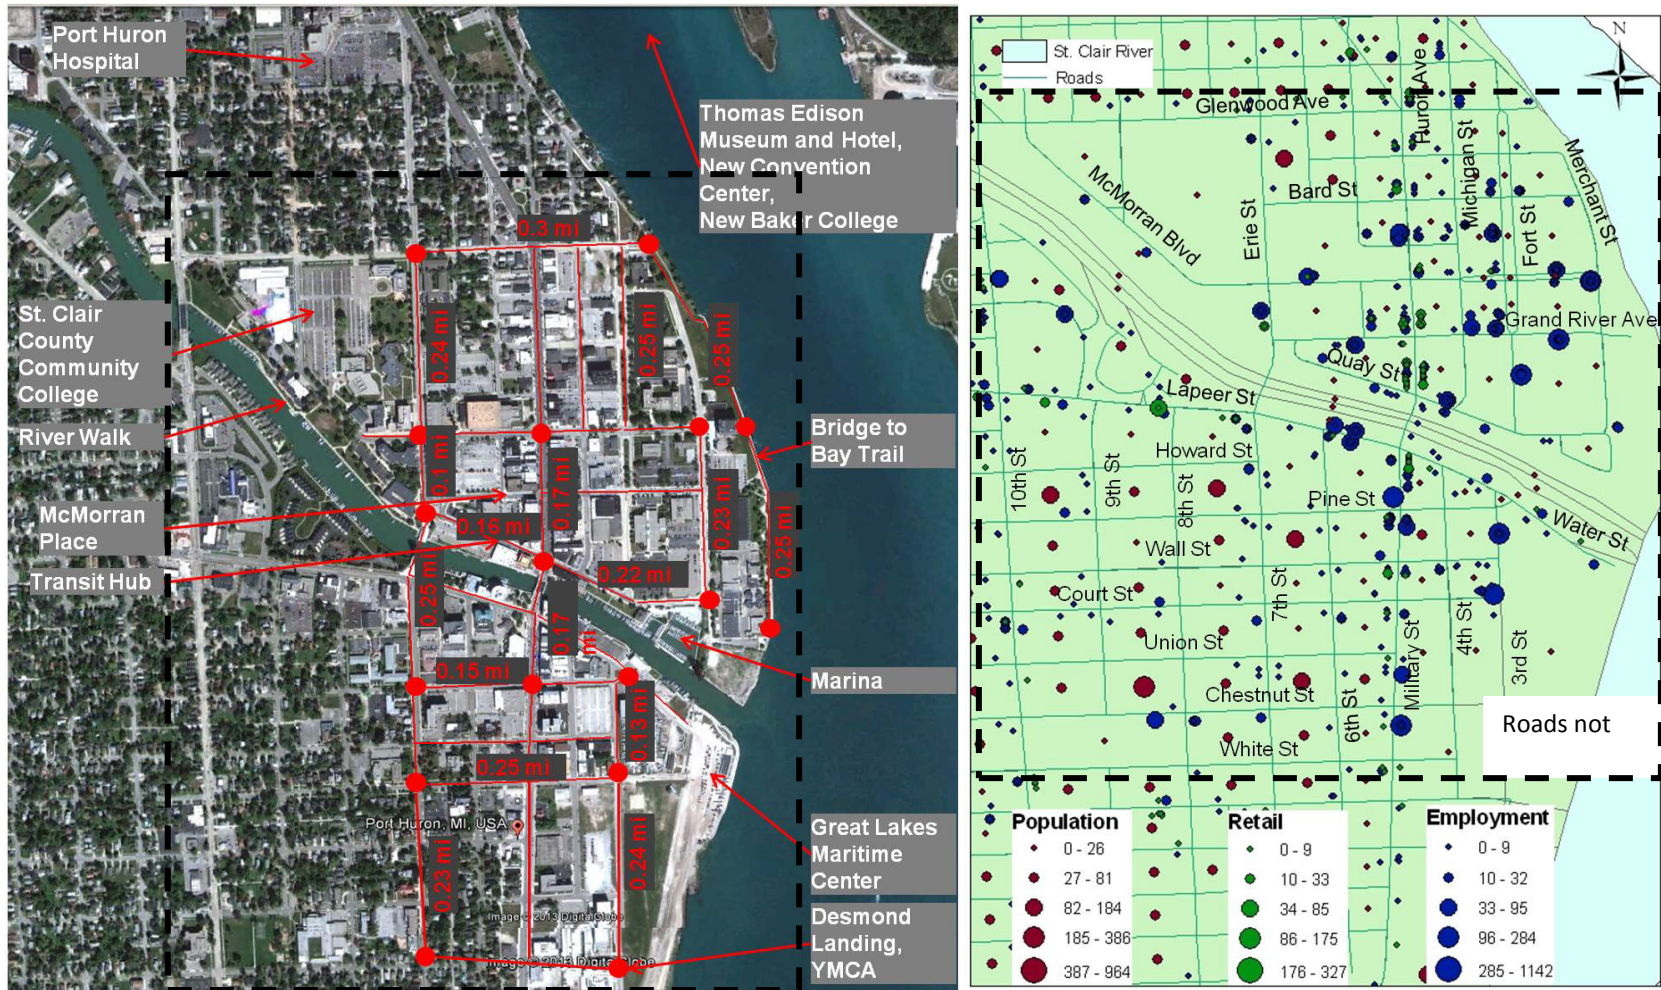 Port Huron
Hospital
Thomas Edison
Museum and Hotel,
New Convention
Center,
New Baker College
0.3 mi
St. Clair
County
Community
College
0.24 mi
0.25 mi
0.25 mi
River Walk
Bridge to
Bay Trail
0.1 mi
0.17 mi
McMorran
Place
0.16 mi
0.23 mi
0.25 mi
Transit Hub
0.22 mi
0.25 mi
0.17
mi
0.15 mi
Marina
0.13 mi
0.25 mi
Port Huron, MI, USA
Great Lakes
Maritime
Center
0.23 mi
0.24 mi
Image © 2013 DigitalGlobe
Image © 2013 DigitalGlobe
Desmond
Landing,
YMCA
St. Clair River
Roads
N
Glenwood Ave
Huron Ave
Michigan St
Merchant St
McMorran Blvd
Bard St
Erie St
Fort St
Grand River Ave
Quay St
Lapeer St
Howard St
10th St
9th St
8th St
Pine St
Water St
Wall St
Court St
7th St
Union St
4th St
Military St
3rd St
Chestnut St
6th St
White St
Roads not
Population
0 - 26
27 - 81
82 - 184
185 - 386
387 - 964
Retail
0 - 9
10 - 33
34 - 85
86 - 175
176 - 327
Employment
0 - 9
10 - 32
33 - 95
96 - 284
285 - 1142